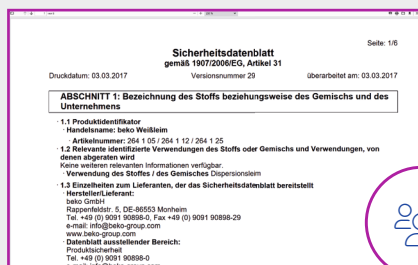 Seite: 1/6
Sicherheitsdatenblatt
gemäß 1907/2006/EG, Artikel 31
Druckdatum: 03.03.2017 Versionsnummer 29 überarbeitet am: 03.03.2017
ABSCHNITT 1: Bezeichnung des Stoffs beziehungsweise des Gemischs und des
Unternehmens
· 1.1 Produktidentifikator
· Handelsname: beko Weißleim
· Artikelnummer: 264 1 05 / 264 1 12 / 264 1 25
· 1.2 Relevante identifizierte Verwendungen des Stoffs oder Gemischs und Verwendungen, von
denen abgeraten wird
Keine weiteren relevanten Informationen verfügbar.
· Verwendung des Stoffes / des Gemisches Dispersionsleim
· 1.3 Einzelheiten zum Lieferanten, der das Sicherheitsdatenblatt bereitstellt
· Hersteller/Lieferant:
beko GmbH
Rappenfeldstr. 5, DE-86553 Monheim
Tel. +49 (0) 9091 90898-0, Fax +49 (0) 9091 90898-29
e-mail: info@beko-group.com
www.beko-group.com
· Datenblatt ausstellender Bereich:
Produktsicherheit
Tel. +49 (0) 9091 90898-0
e-mail: info@beko-group.com